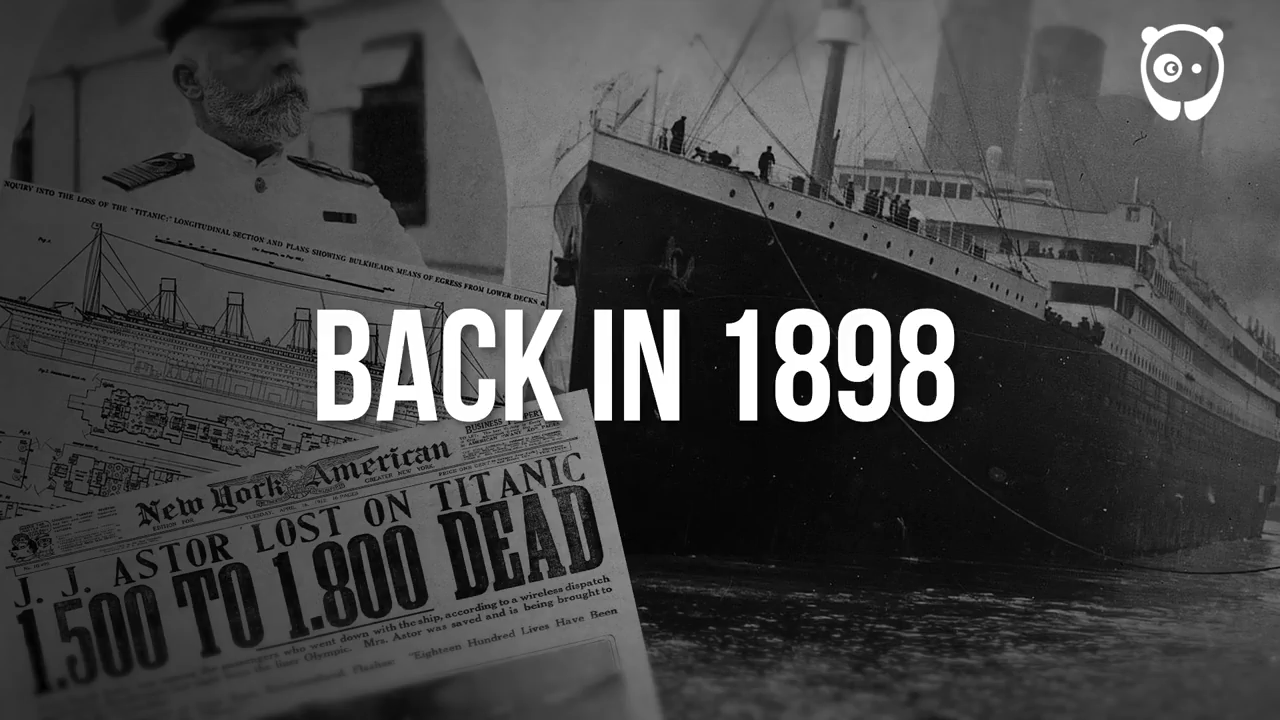 NQUIRY INTO THE LOSS OF THE "TITANIC:" LONGITUDINAL SECTION AND PLANS SHOWING BULKHEADS, MEANS OF EGRESS FROM LOWER DECKS, &
BACK IN 1898
New York American
J. J. ASTOR LOST ON TITANIC
1.500 TO 1.800 DEAD
went down with the ship, according to a wireless dispatch
Mrs. Astor was saved and is being brought to
"Eighteen Hundred Lives Have Been